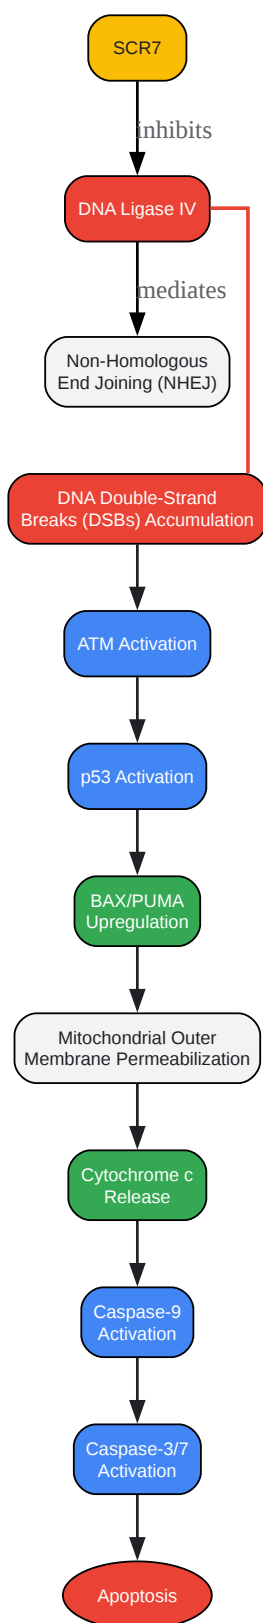 SCR7
inhibits
DNA Ligase IV
mediates
Non-Homologous
End Joining (NHEJ)
DNA Double-Strand
Breaks (DSBs) Accumulation
ATM Activation
p53 Activation
BAX/PUMA
Upregulation
Mitochondrial Outer
Membrane Permeabilization
Cytochrome c
Release
Caspase-9
Activation
Caspase-3/7
Activation
Apoptosis